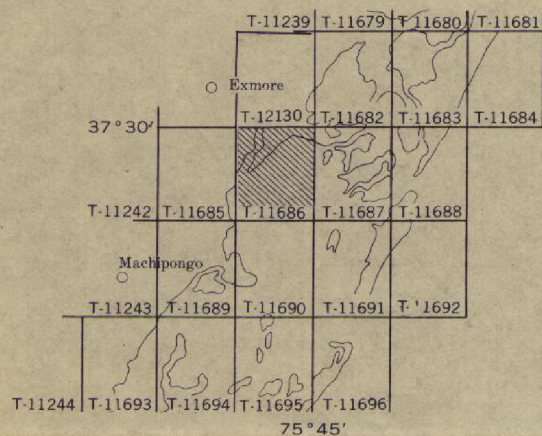 T-11239 T-11679 T-11680 T-11681
Exmore
T-12130 T-11682 T-11683 T-11684
37°30′
T-11242 T-11685 T-11686 T-11687 T-11688
Machipongo
T-11243 T-11689 T-11690 T-11691 T-11692
T-11244 T-11693 T-11694 T-11695 T-11696
75°45′